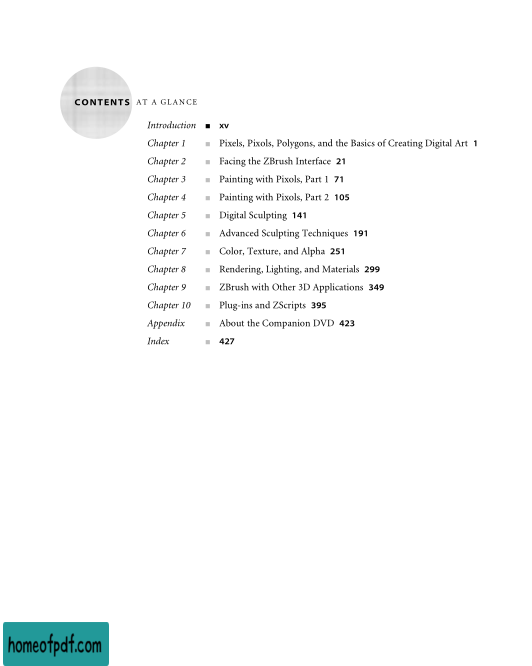 CONTENTS AT A GLANCE
Introduction ■ xv
Chapter 1 ■ Pixels, Pixols, Polygons, and the Basics of Creating Digital Art 1
Chapter 2 ■ Facing the ZBrush Interface 21
Chapter 3 ■ Painting with Pixols, Part 1 71
Chapter 4 ■ Painting with Pixols, Part 2 105
Chapter 5 ■ Digital Sculpting 141
Chapter 6 ■ Advanced Sculpting Techniques 191
Chapter 7 ■ Color, Texture, and Alpha 251
Chapter 8 ■ Rendering, Lighting, and Materials 299
Chapter 9 ■ ZBrush with Other 3D Applications 349
Chapter 10 ■ Plug-ins and ZScripts 395
Appendix ■ About the Companion DVD 423
Index ■ 427
homeofpdf.com